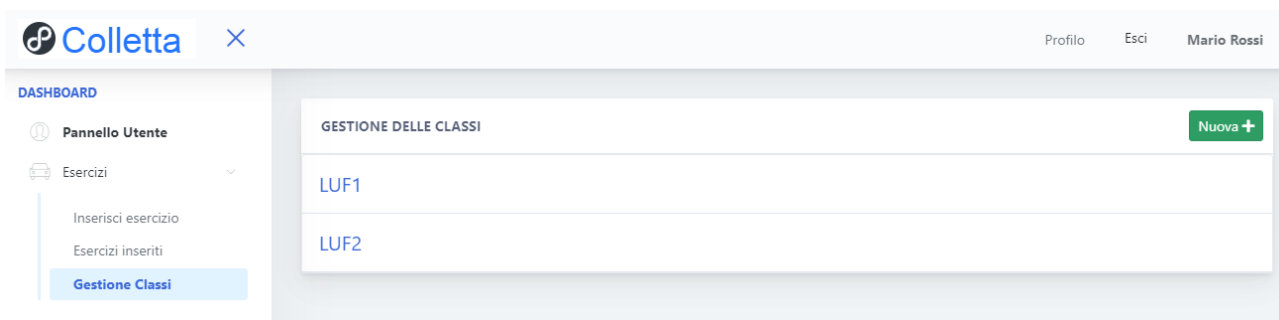 Colletta
Profilo Esci Mario Rossi
DASHBOARD
Pannello Utente
Esercizi
Inserisci esercizio
Esercizi inseriti
Gestione Classi
GESTIONE DELLE CLASSI
Nuova +
LUF1
LUF2